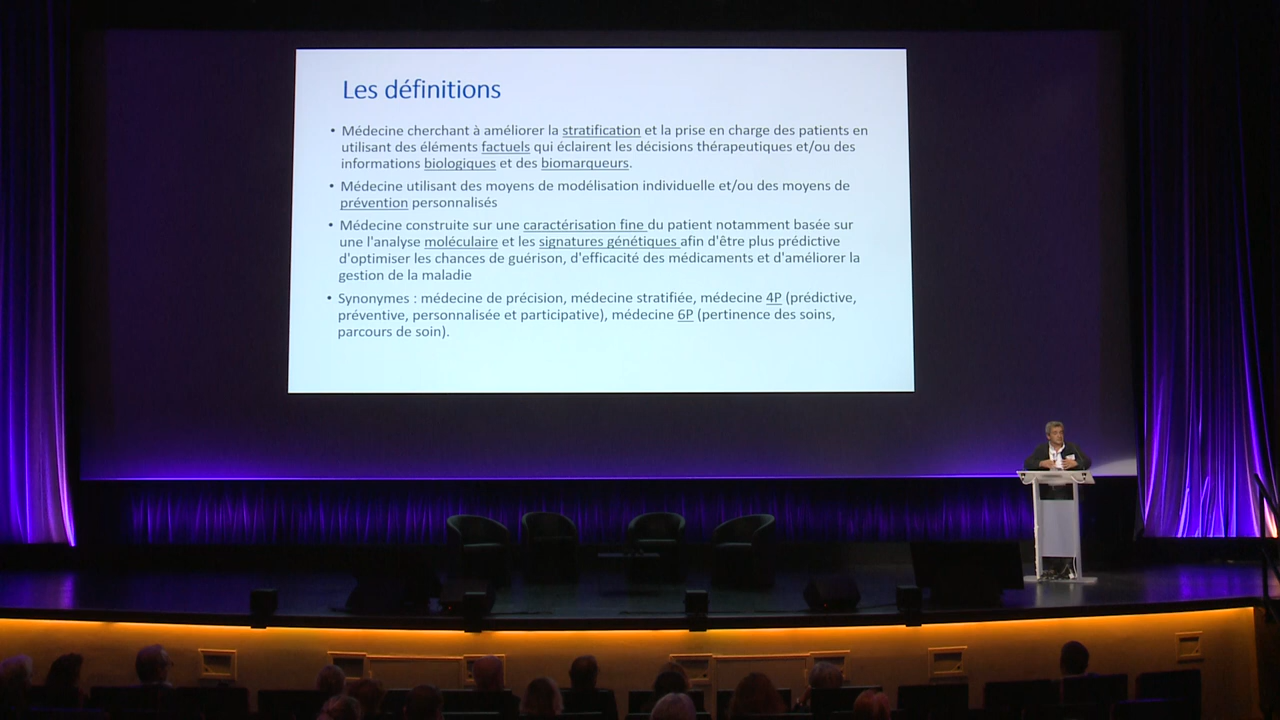 Les définitions
• Médecine cherchant à améliorer la stratification et la prise en charge des patients en
utilisant des éléments factuels qui éclairent les décisions thérapeutiques et/ou des
informations biologiques et des biomarqueurs.
• Médecine utilisant des moyens de modélisation individuelle et/ou des moyens de
prévention personnalisés
• Médecine construite sur une caractérisation fine du patient notamment basée sur
une l'analyse moléculaire et les signatures génétiques afin d'être plus prédictive
d'optimiser les chances de guérison, d'efficacité des médicaments et d'améliorer la
gestion de la maladie
• Synonymes : médecine de précision, médecine stratifiée, médecine 4P (prédictive,
préventive, personnalisée et participative), médecine 6P (pertinence des soins,
parcours de soin).